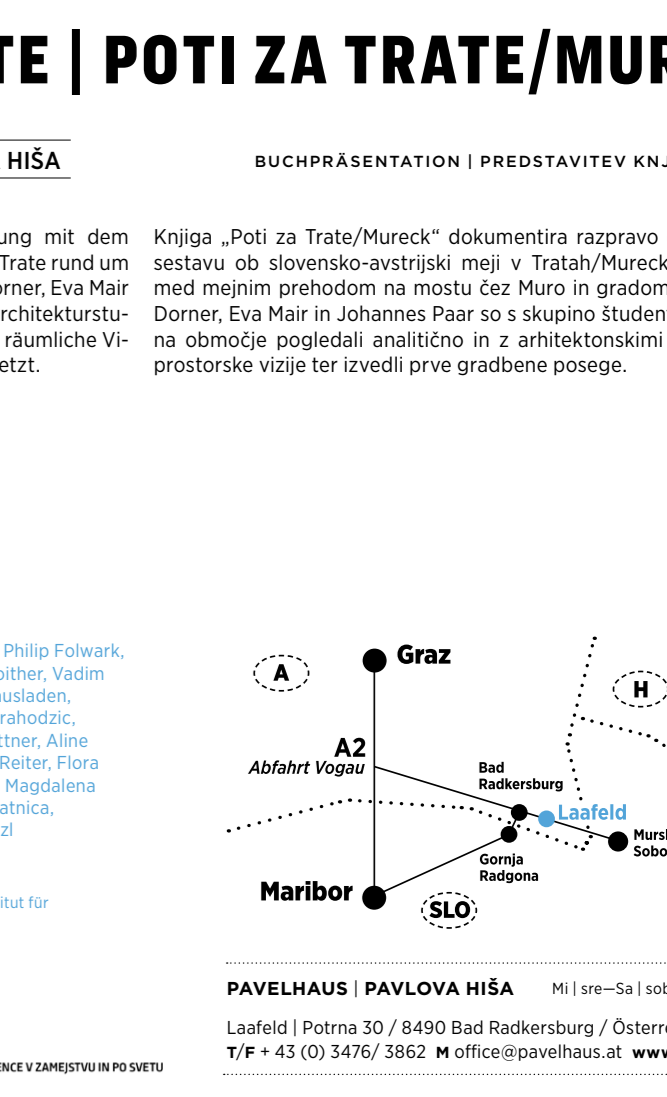 TE | POTI ZA TRATE/MUR
HIŠA
BUCHPRÄSENTATION | PREDSTAVITEV KNJ
ung mit dem
Trate rund um
orner, Eva Mair
rchitekturstu-
räumliche Vi-
etzt.
Knjiga „Poti za Trate/Mureck“ dokumentira razpravo
sestavu ob slovensko-avstrijski meji v Tratah/Mureck
med mejnim prehodom na mostu čez Muro in gradom
Dorner, Eva Mair in Johannes Paar so s skupino študen
na območje pogledali analitično in z arhitektonskimi
prostorske vizije ter izvedli prve gradbene posege.
Philip Folwark,
oither, Vadim
usladen,
rahodzic,
ttner, Aline
Reiter, Flora
Magdalena
atnica,
zl
itut für
ENCE V ZAMEJSTVU IN PO SVETU
Graz
A
H
A2
Abfahrt Vogau
Bad
Radkersburg
Laafeld
Mursk
Sobo
Gornja
Radgona
Maribor
SLO
PAVELHAUS | PAVLOVA HIŠA Mi | sre—Sa | sob
Laafeld | Potrna 30 / 8490 Bad Radkersburg / Österre
T/F + 43 (0) 3476/ 3862 M office@pavelhaus.at www